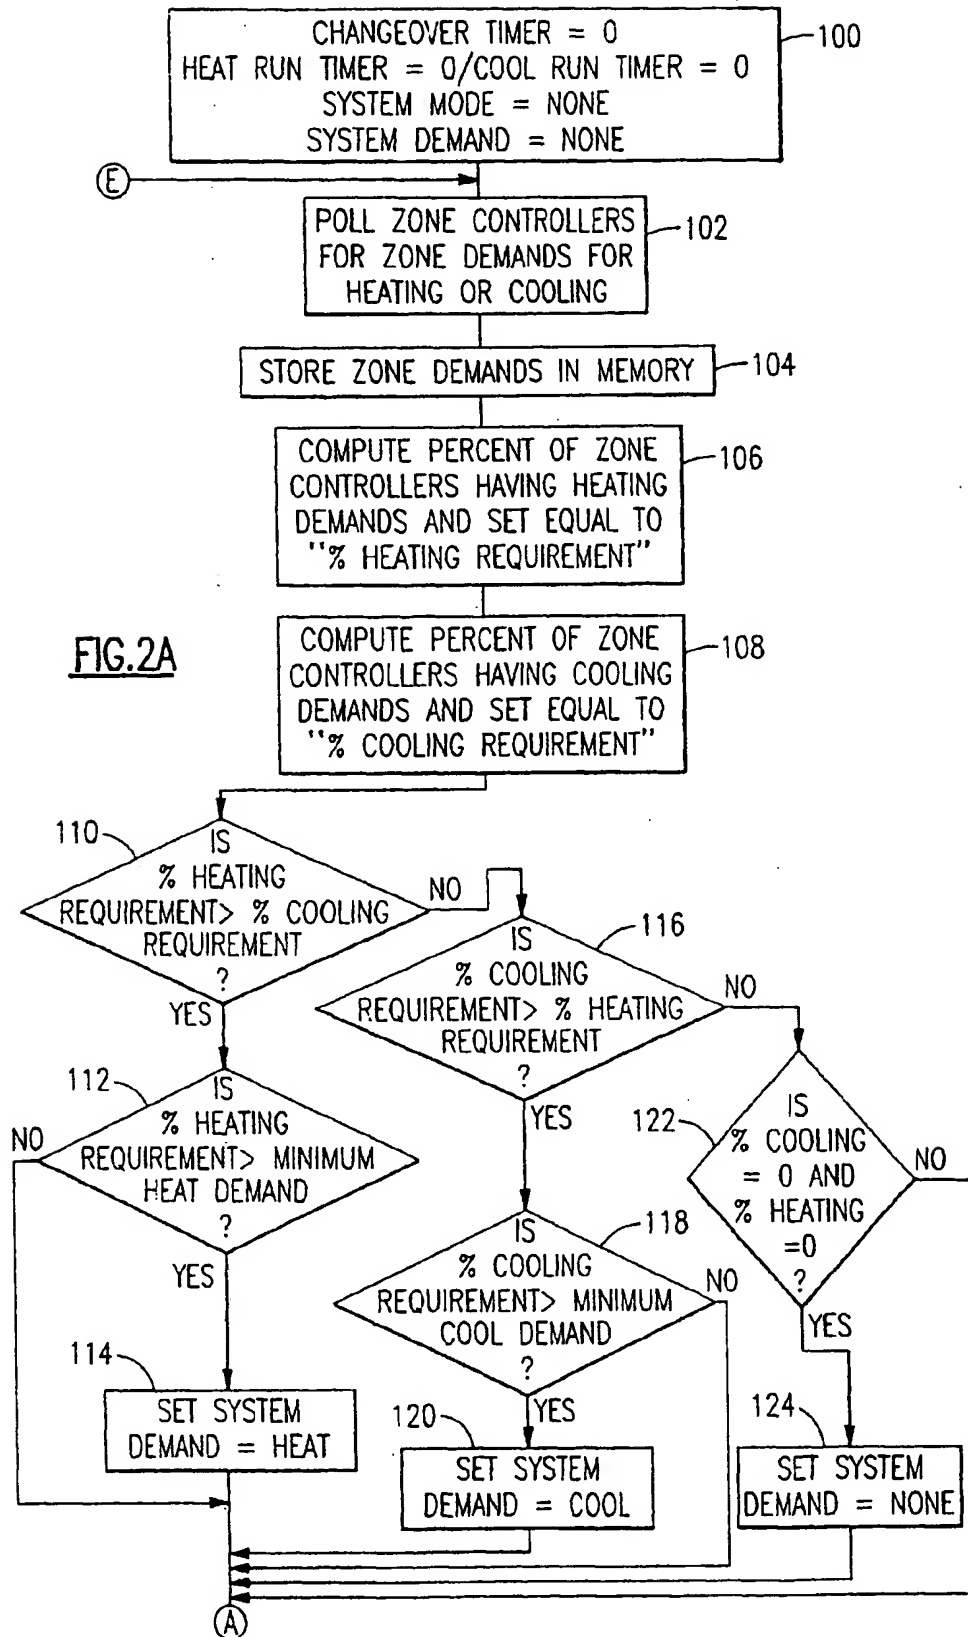 CHANGEOVER TIMER = 0
HEAT RUN TIMER = 0/COOL RUN TIMER = 0
SYSTEM MODE = NONE
SYSTEM DEMAND = NONE
100
E
POLL ZONE CONTROLLERS
FOR ZONE DEMANDS FOR
HEATING OR COOLING
102
STORE ZONE DEMANDS IN MEMORY
104
COMPUTE PERCENT OF ZONE
CONTROLLERS HAVING HEATING
DEMANDS AND SET EQUAL TO
"% HEATING REQUIREMENT"
106
FIG.2A
COMPUTE PERCENT OF ZONE
CONTROLLERS HAVING COOLING
DEMANDS AND SET EQUAL TO
"% COOLING REQUIREMENT"
108
110
IS
% HEATING
REQUIREMENT> % COOLING
REQUIREMENT
?
NO
YES
116
IS
% COOLING
REQUIREMENT> % HEATING
REQUIREMENT
?
NO
YES
112
IS
% HEATING
REQUIREMENT> MINIMUM
HEAT DEMAND
?
NO
YES
122
IS
% COOLING
= 0 AND
% HEATING
=0
?
NO
YES
118
IS
% COOLING
REQUIREMENT> MINIMUM
COOL DEMAND
?
NO
YES
114
SET SYSTEM
DEMAND = HEAT
120
SET SYSTEM
DEMAND = COOL
124
SET SYSTEM
DEMAND = NONE
A